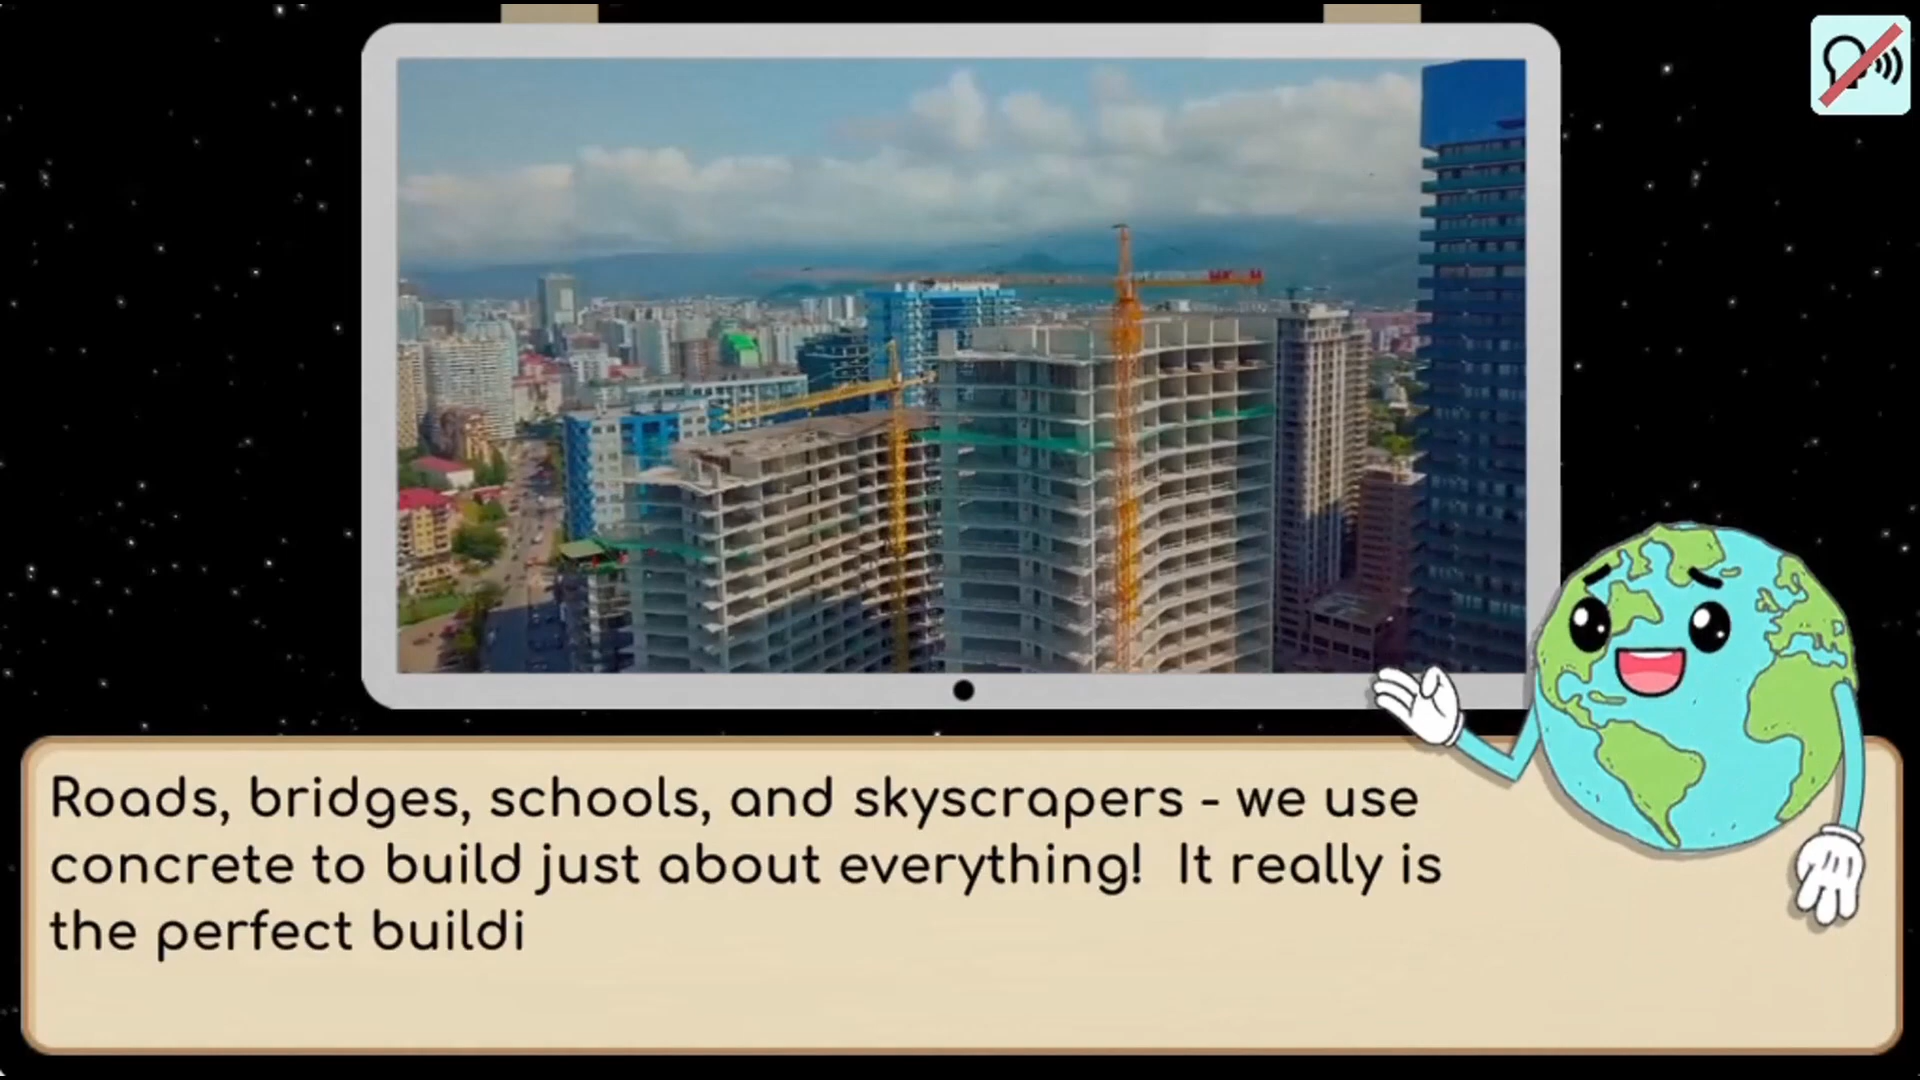 Roads, bridges, schools, and skyscrapers - we use
concrete to build just about everything!  It really is
the perfect buildi